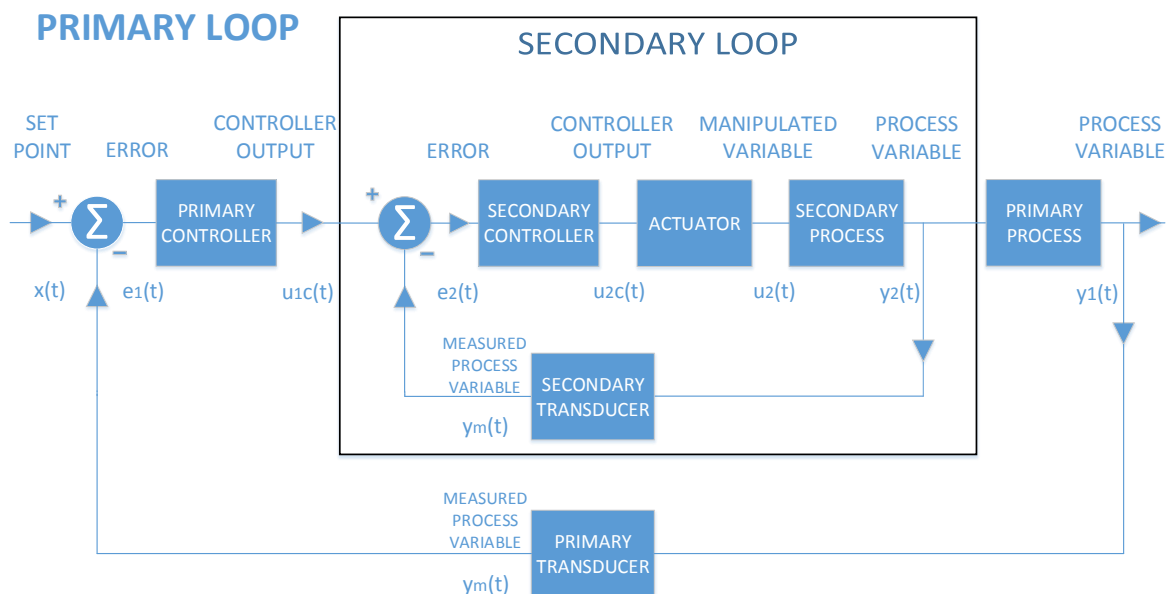 PRIMARY LOOP
SECONDARY LOOP
SET
POINT
ERROR
CONTROLLER
OUTPUT
ERROR
CONTROLLER
OUTPUT
MANIPULATED
VARIABLE
PROCESS
VARIABLE
PROCESS
VARIABLE
+
Σ
−
PRIMARY
CONTROLLER
+
Σ
−
SECONDARY
CONTROLLER
ACTUATOR
SECONDARY
PROCESS
PRIMARY
PROCESS
x(t)
e1(t)
u1c(t)
e2(t)
u2c(t)
u2(t)
y2(t)
y1(t)
MEASURED
PROCESS
VARIABLE
SECONDARY
TRANSDUCER
ym(t)
MEASURED
PROCESS
VARIABLE
PRIMARY
TRANSDUCER
ym(t)